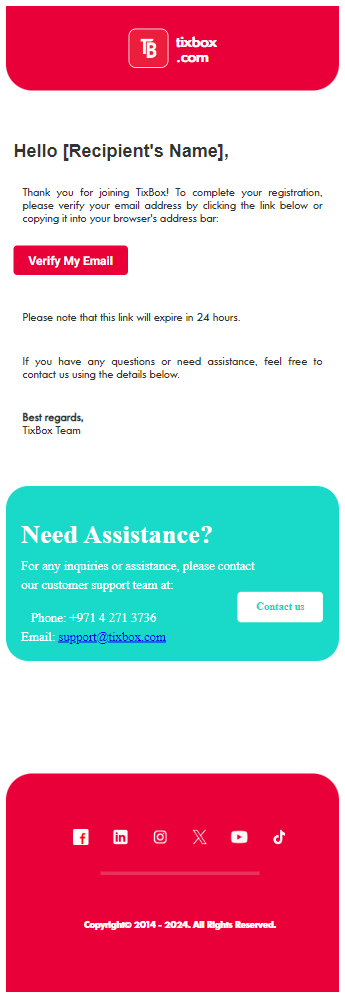 TB tixbox
.com
Hello [Recipient's Name],
Thank you for joining TixBox! To complete your registration,
please verify your email address by clicking the link below or
copying it into your browser's address bar:
Verify My Email
Please note that this link will expire in 24 hours.
If you have any questions or need assistance, feel free to
contact us using the details below.
Best regards,
TixBox Team
Need Assistance?
For any inquiries or assistance, please contact
our customer support team at:
Contact us
Phone: +971 4 271 3736
Email: support@tixbox.com
Copyright© 2014 - 2024. All Rights Reserved.